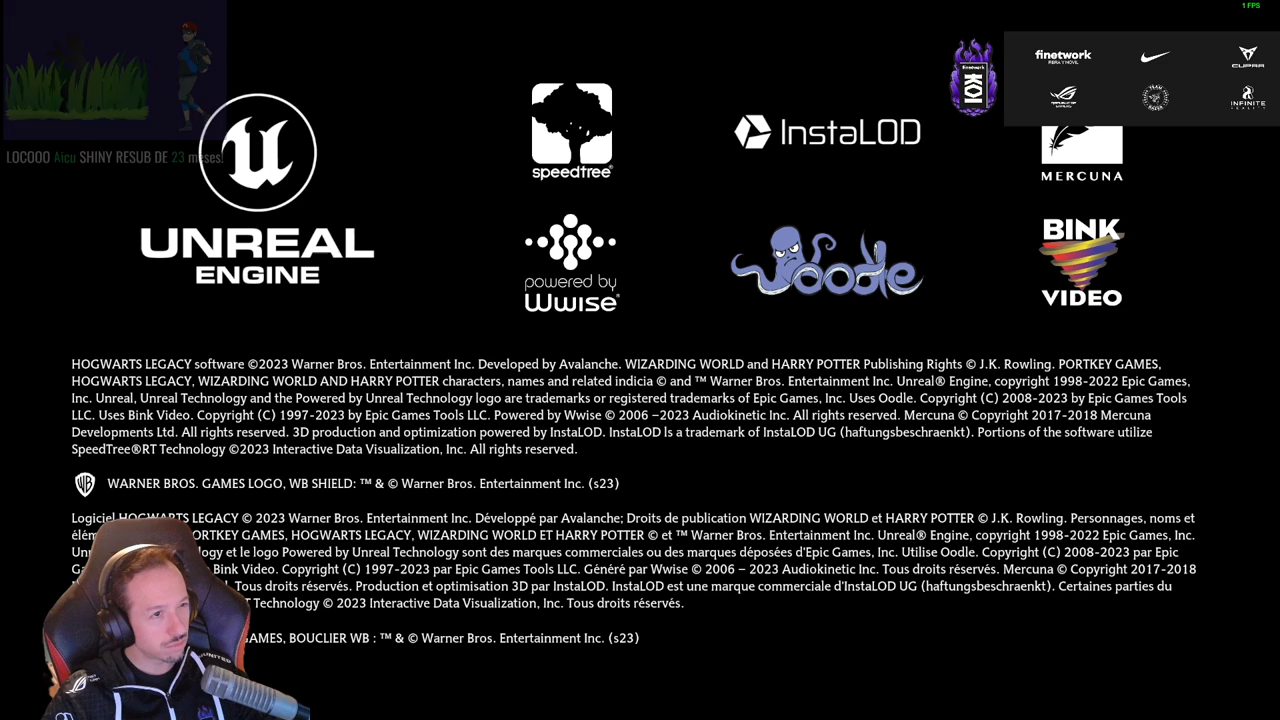 1 FPS
finetwork
FIBRA Y MÓVIL
CUPRA
finetwork
KOI
INFINITE
LOCOOO Aicu SHINY RESUB DE 23 meses!
UNREAL
ENGINE
speedtree®
InstaLOD
MERCUNA
powered by
Wwise®
Oodle
BINK
VIDEO
HOGWARTS LEGACY software ©2023 Warner Bros. Entertainment Inc. Developed by Avalanche. WIZARDING WORLD and HARRY POTTER Publishing Rights © J.K. Rowling. PORTKEY GAMES,
HOGWARTS LEGACY, WIZARDING WORLD AND HARRY POTTER characters, names and related indicia © and ™ Warner Bros. Entertainment Inc. Unreal® Engine, copyright 1998-2022 Epic Games,
Inc. Unreal, Unreal Technology and the Powered by Unreal Technology logo are trademarks or registered trademarks of Epic Games, Inc. Uses Oodle. Copyright (C) 2008-2023 by Epic Games Tools
LLC. Uses Bink Video. Copyright (C) 1997-2023 by Epic Games Tools LLC. Powered by Wwise © 2006 –2023 Audiokinetic Inc. All rights reserved. Mercuna © Copyright 2017-2018 Mercuna
Developments Ltd. All rights reserved. 3D production and optimization powered by InstaLOD. InstaLOD ls a trademark of InstaLOD UG (haftungsbeschraenkt). Portions of the software utilize
SpeedTree®RT Technology ©2023 Interactive Data Visualization, Inc. All rights reserved.
WB WARNER BROS. GAMES LOGO, WB SHIELD: ™ & © Warner Bros. Entertainment Inc. (s23)
Logiciel HOGWARTS LEGACY © 2023 Warner Bros. Entertainment Inc. Développé par Avalanche; Droits de publication WIZARDING WORLD et HARRY POTTER © J.K. Rowling. Personnages, noms et
PORTKEY GAMES, HOGWARTS LEGACY, WIZARDING WORLD ET HARRY POTTER © et ™ Warner Bros. Entertainment Inc. Unreal® Engine, copyright 1998-2022 Epic Games, Inc.
et le logo Powered by Unreal Technology sont des marques commerciales ou des marques déposées d'Epic Games, Inc. Utilise Oodle. Copyright (C) 2008-2023 par Epic
Bink Video. Copyright (C) 1997-2023 par Epic Games Tools LLC. Généré par Wwise © 2006 – 2023 Audiokinetic Inc. Tous droits réservés. Mercuna © Copyright 2017-2018
Tous droits réservés. Production et optimisation 3D par InstaLOD. InstaLOD est une marque commerciale d'InstaLOD UG (haftungsbeschraenkt). Certaines parties du
Technology © 2023 Interactive Data Visualization, Inc. Tous droits réservés.
GAMES, BOUCLIER WB : ™ & © Warner Bros. Entertainment Inc. (s23)
UNITED